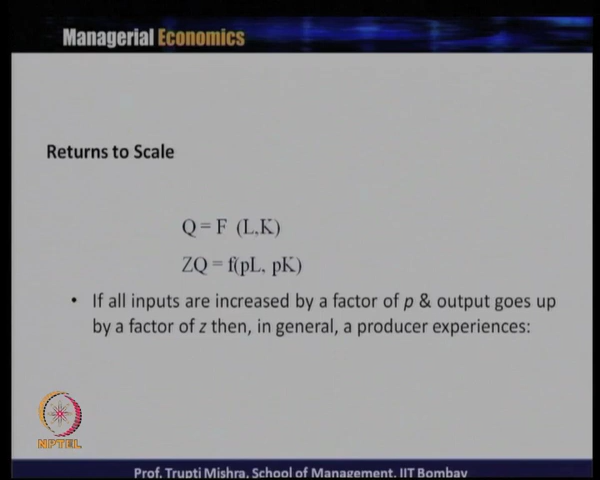 Managerial Economics
Returns to Scale
Q = F (L,K)
ZQ = f(pL, pK)
• If all inputs are increased by a factor of p & output goes up
by a factor of z then, in general, a producer experiences:
NPTEL
Prof. Trupti Mishra, School of Management, IIT Bombay